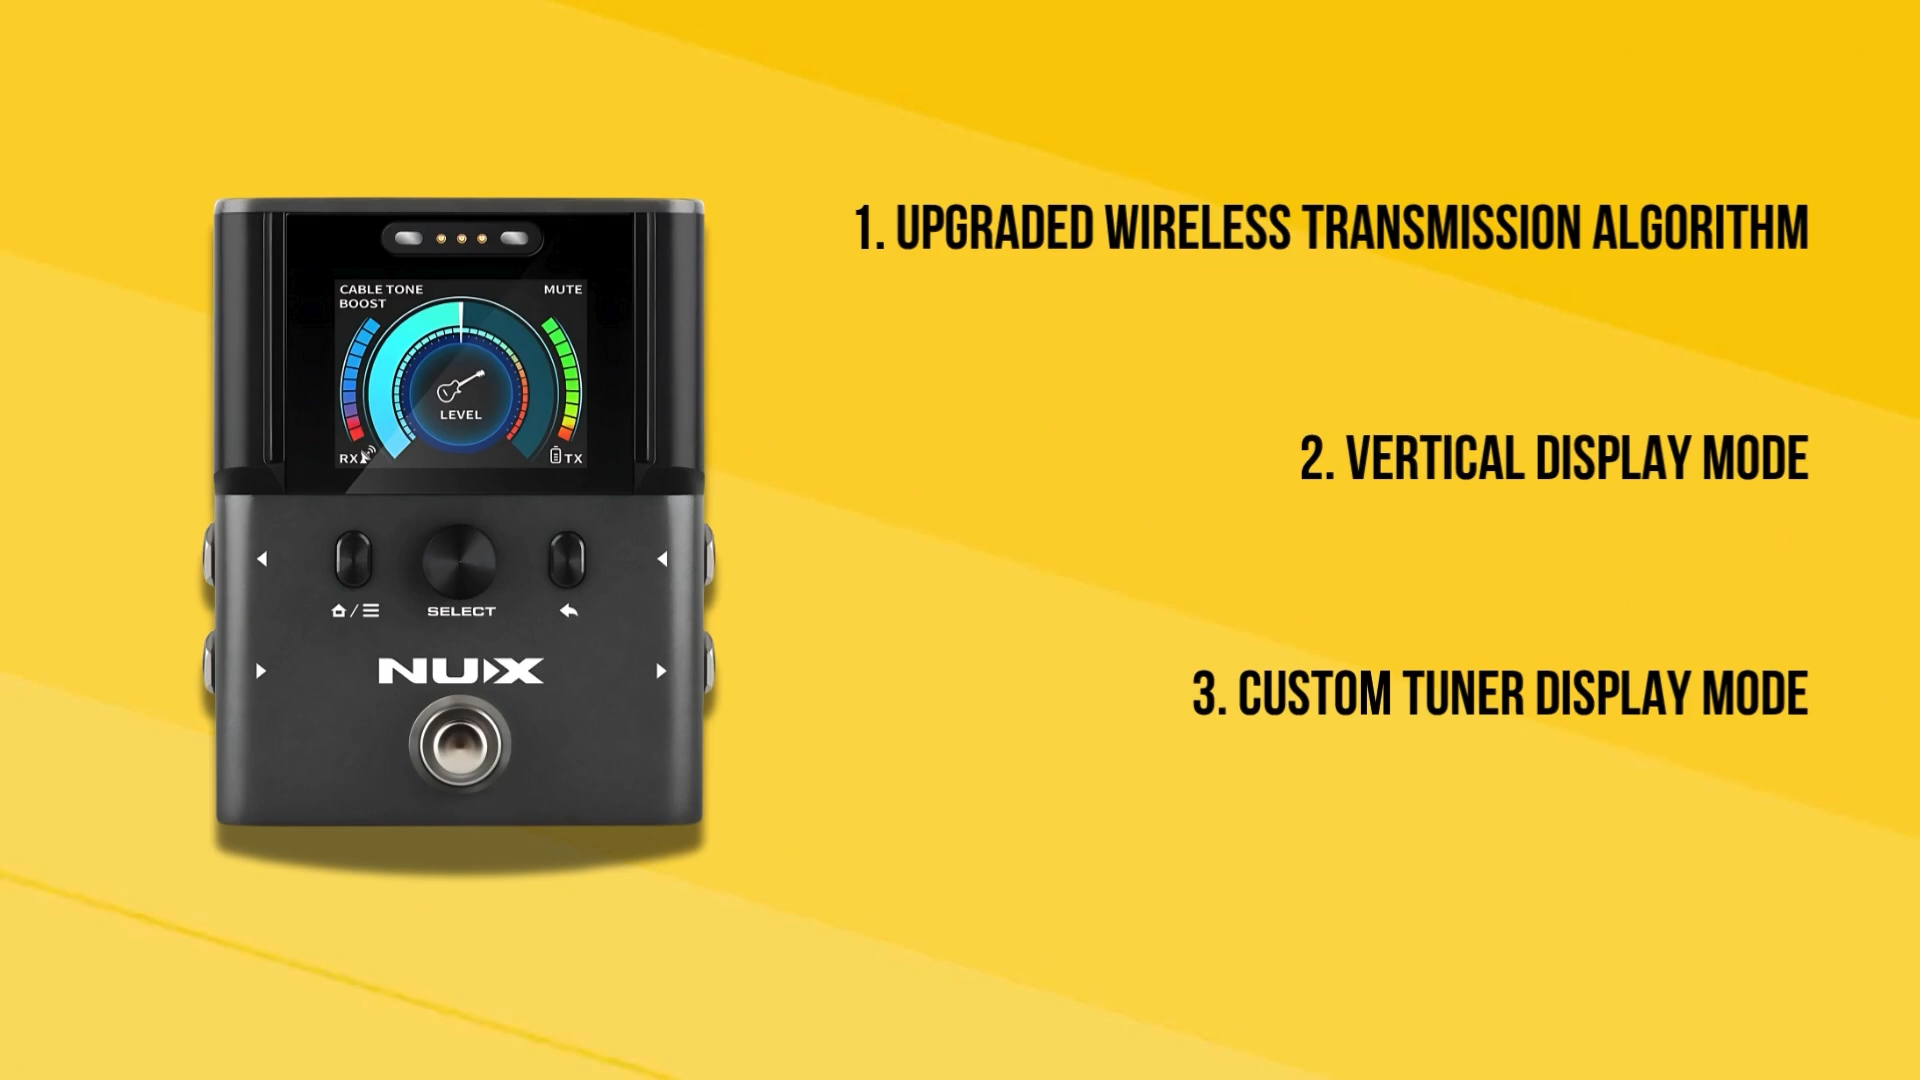 1. UPGRADED WIRELESS TRANSMISSION ALGORITHM
2. VERTICAL DISPLAY MODE
3. CUSTOM TUNER DISPLAY MODE
CABLE TONE
BOOST
MUTE
LEVEL
RX
TX
SELECT
NUX